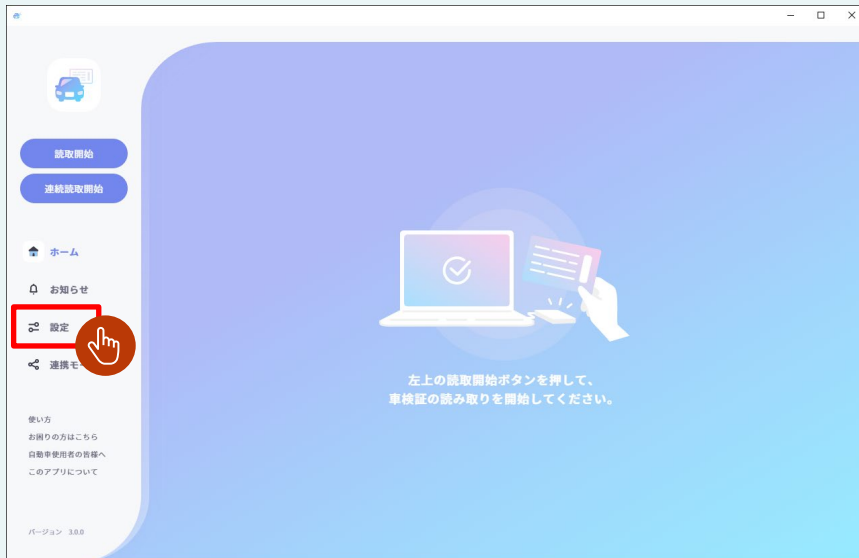 読取開始
連続読取開始
ホーム
お知らせ
設定
連携モ
左上の読取開始ボタンを押して、
車検証の読み取りを開始してください。
使い方
お困りの方はこちら
自動車使用者の皆様へ
このアプリについて
バージョン 3.0.0